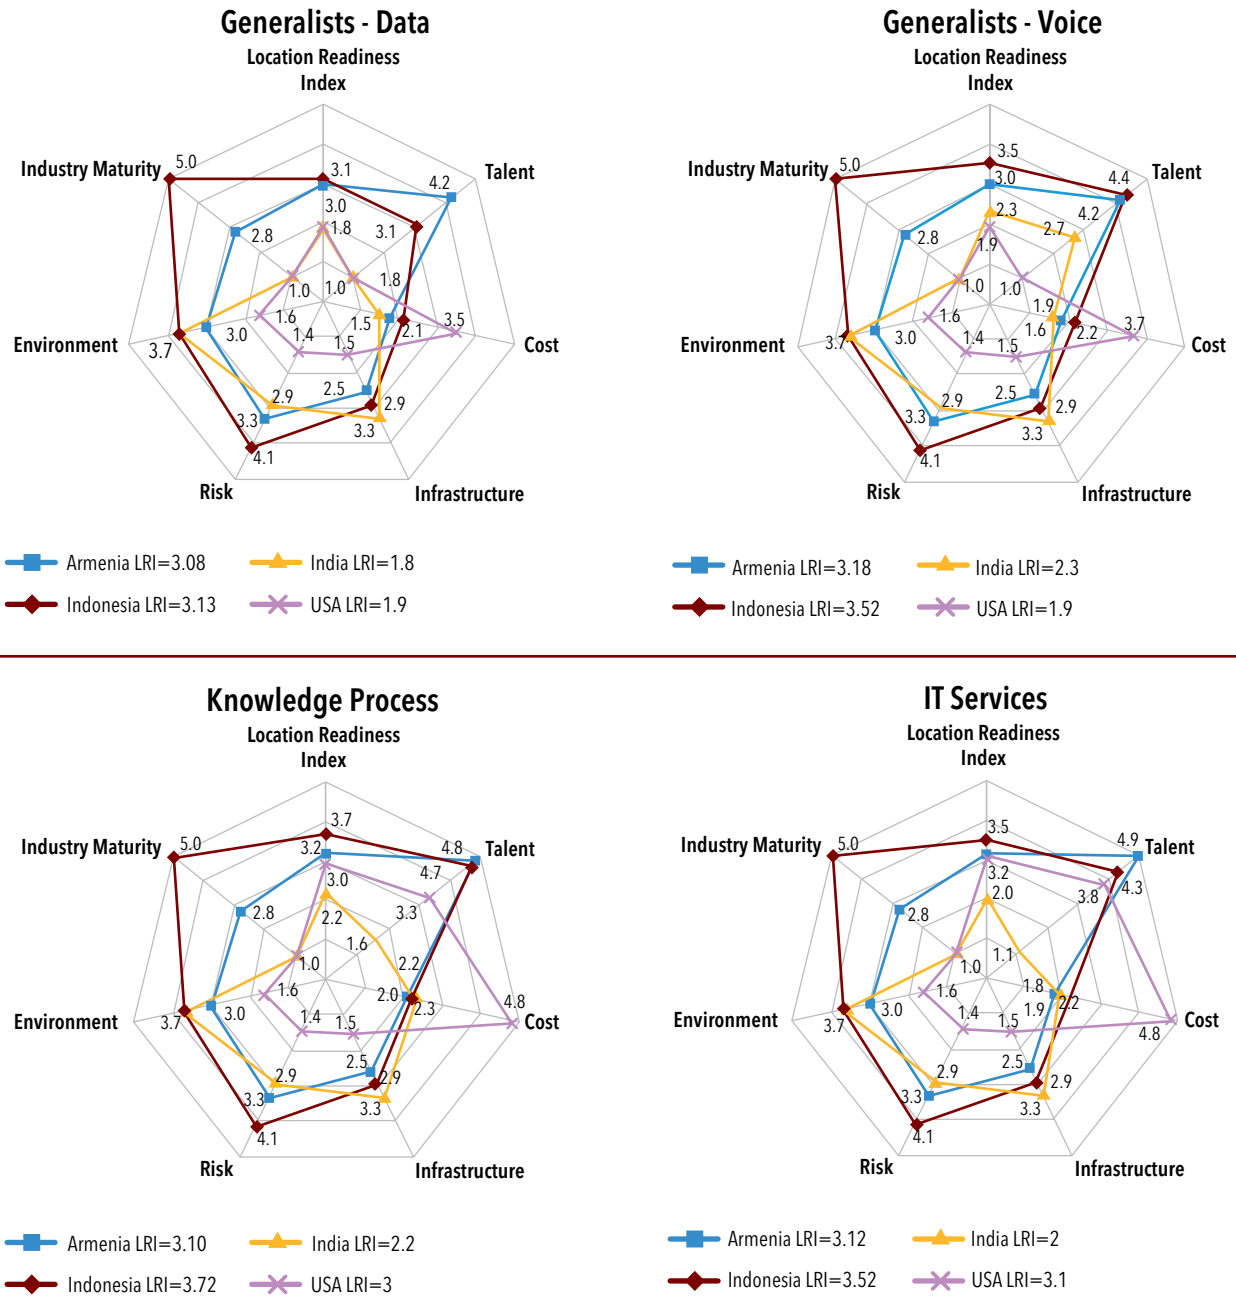 Generalists - Data
Location Readiness
Index
Industry Maturity
5.0
3.1
4.2
Talent
3.0
3.1
2.8
1.8
1.8
1.0
1.0
1.6
1.5
3.5
1.4
2.1
Environment
3.7
3.0
1.5
Cost
2.5
2.9
2.9
3.3
3.3
4.1
Risk
Infrastructure
Armenia LRI=3.08
India LRI=1.8
Indonesia LRI=3.13
USA LRI=1.9
Generalists - Voice
Location Readiness
Index
Industry Maturity
5.0
3.5
3.0
4.4
Talent
2.3
4.2
2.8
1.9
2.7
1.0
1.0
1.9
1.6
1.6
3.7
1.4
2.2
Environment
3.7
3.0
1.5
Cost
2.5
2.9
2.9
3.3
3.3
4.1
Risk
Infrastructure
Armenia LRI=3.18
India LRI=2.3
Indonesia LRI=3.52
USA LRI=1.9
Knowledge Process
Location Readiness
Index
Industry Maturity
5.0
3.7
3.2
4.8
Talent
4.7
3.0
3.3
2.8
2.2
1.6
1.0
2.2
1.6
2.0
2.3
4.8
Environment
3.7
3.0
1.4
1.5
Cost
2.5
2.9
2.9
3.3
3.3
4.1
Risk
Infrastructure
Armenia LRI=3.10
India LRI=2.2
Indonesia LRI=3.72
USA LRI=3
IT Services
Location Readiness
Index
Industry Maturity
5.0
3.5
4.9
Talent
3.2
4.3
3.8
2.0
2.8
1.1
1.0
1.8
1.6
1.9
2.2
4.8
Environment
3.7
3.0
1.4
1.5
Cost
2.5
2.9
2.9
3.3
3.3
4.1
Risk
Infrastructure
Armenia LRI=3.12
India LRI=2
Indonesia LRI=3.52
USA LRI=3.1